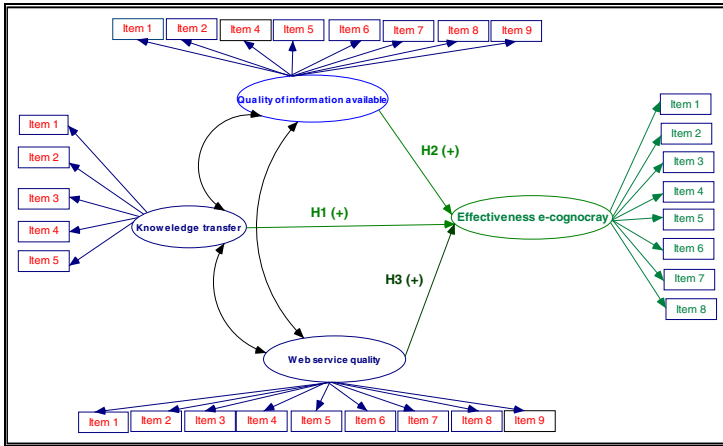 Item 1
Item 2
Item 4
Item 5
Item 6
Item 7
Item 8
Item 9
Quality of information available
Item 1
Item 2
Item 3
Item 4
Item 5
Knoweledge transfer
H1 (+)
H2 (+)
H3 (+)
Effectiveness e-cognocray
Item 1
Item 2
Item 3
Item 4
Item 5
Item 6
Item 7
Item 8
Web service quality
Item 1
Item 2
Item 3
Item 4
Item 5
Item 6
Item 7
Item 8
Item 9